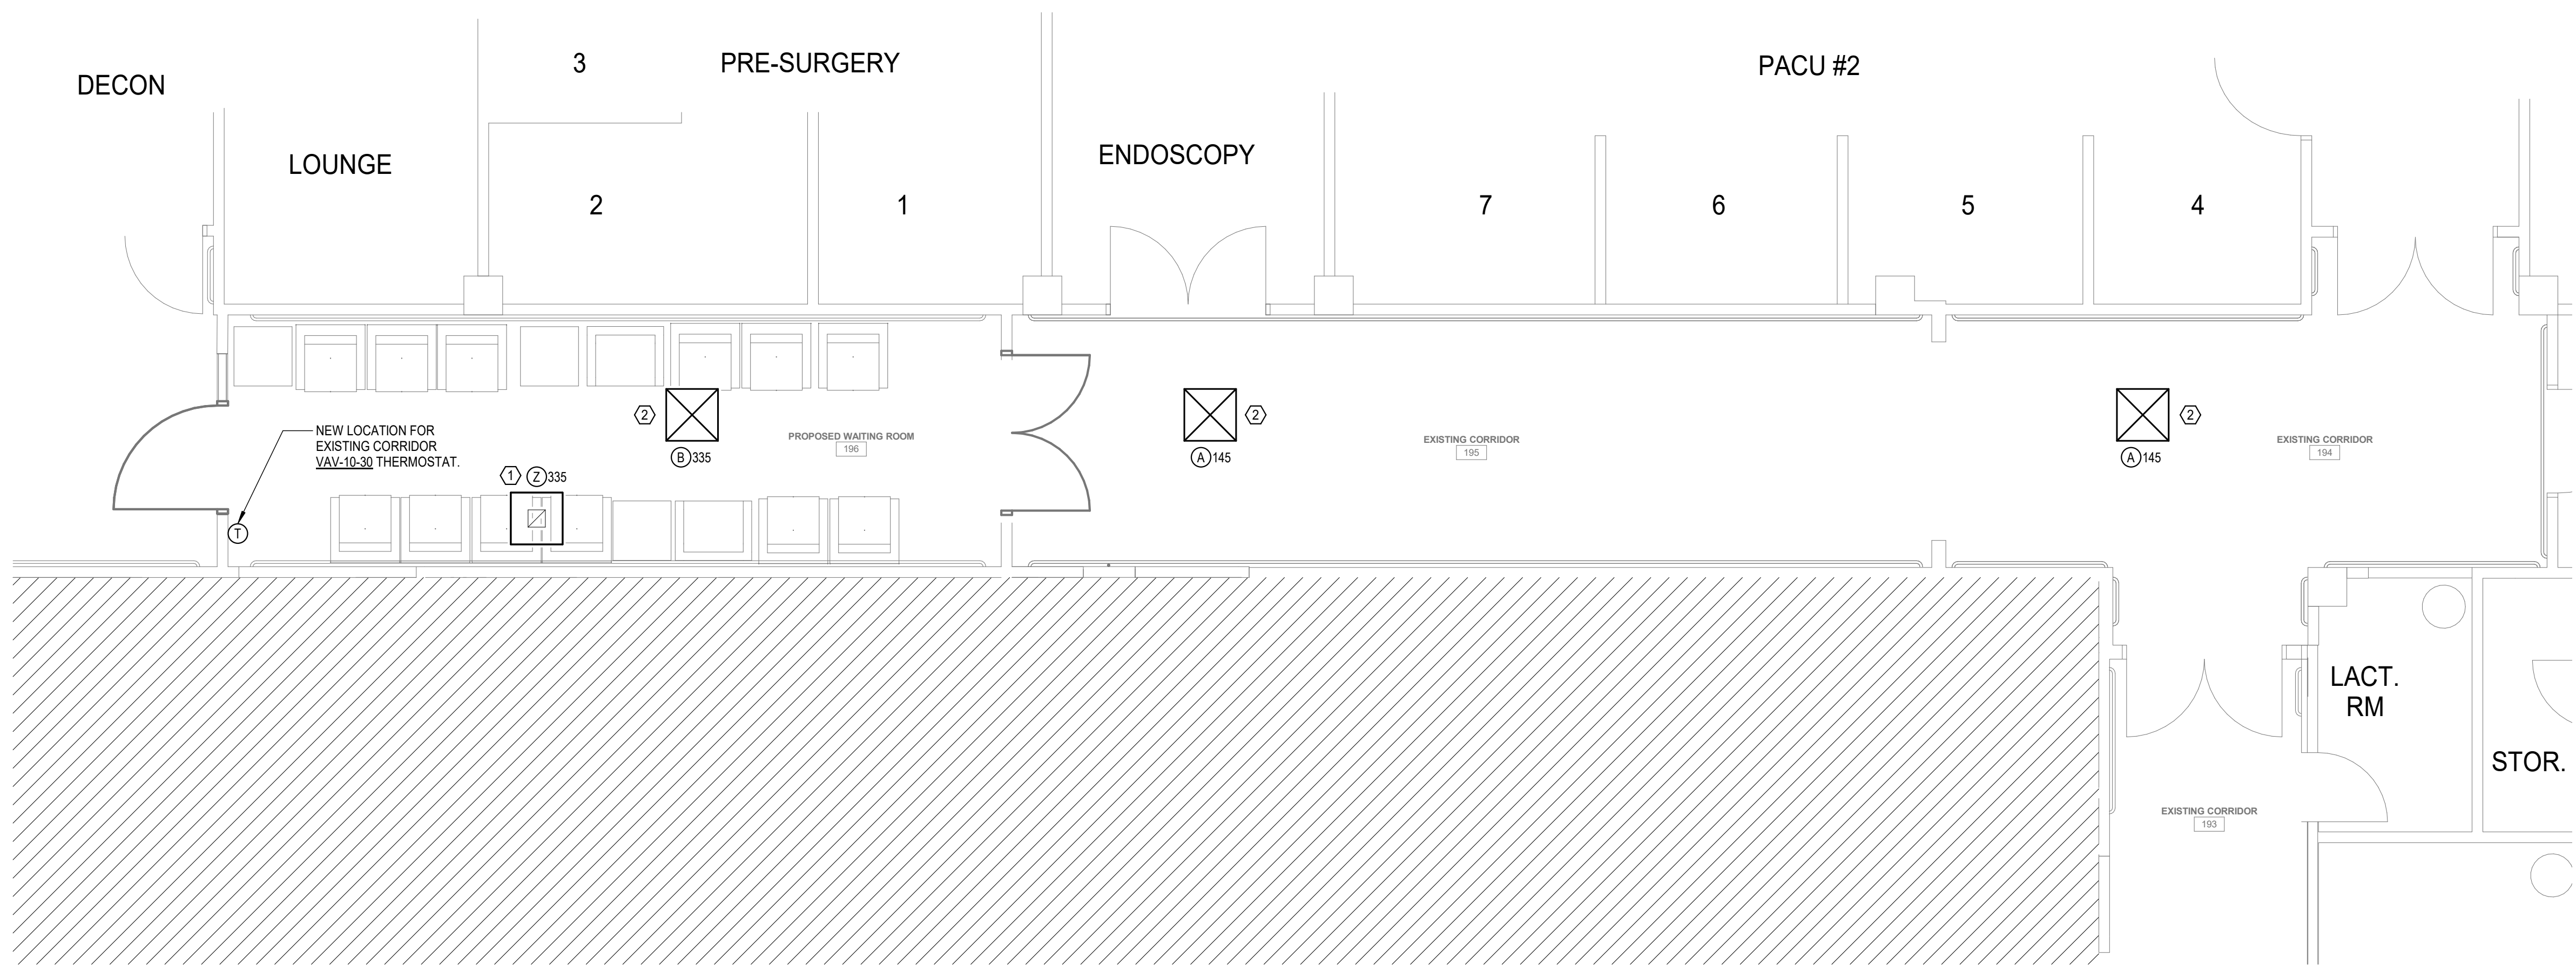 DECON
LOUNGE
3
PRE-SURGERY
2
1
ENDOSCOPY
PACU #2
7
6
5
4
NEW LOCATION FOR
EXISTING CORRIDOR
VAV-10-30 THERMOSTAT.
T
1
Z 335
2
B 335
PROPOSED WAITING ROOM
196
2
A 145
EXISTING CORRIDOR
195
2
A 145
EXISTING CORRIDOR
194
LACT.
RM
STOR.
EXISTING CORRIDOR
193